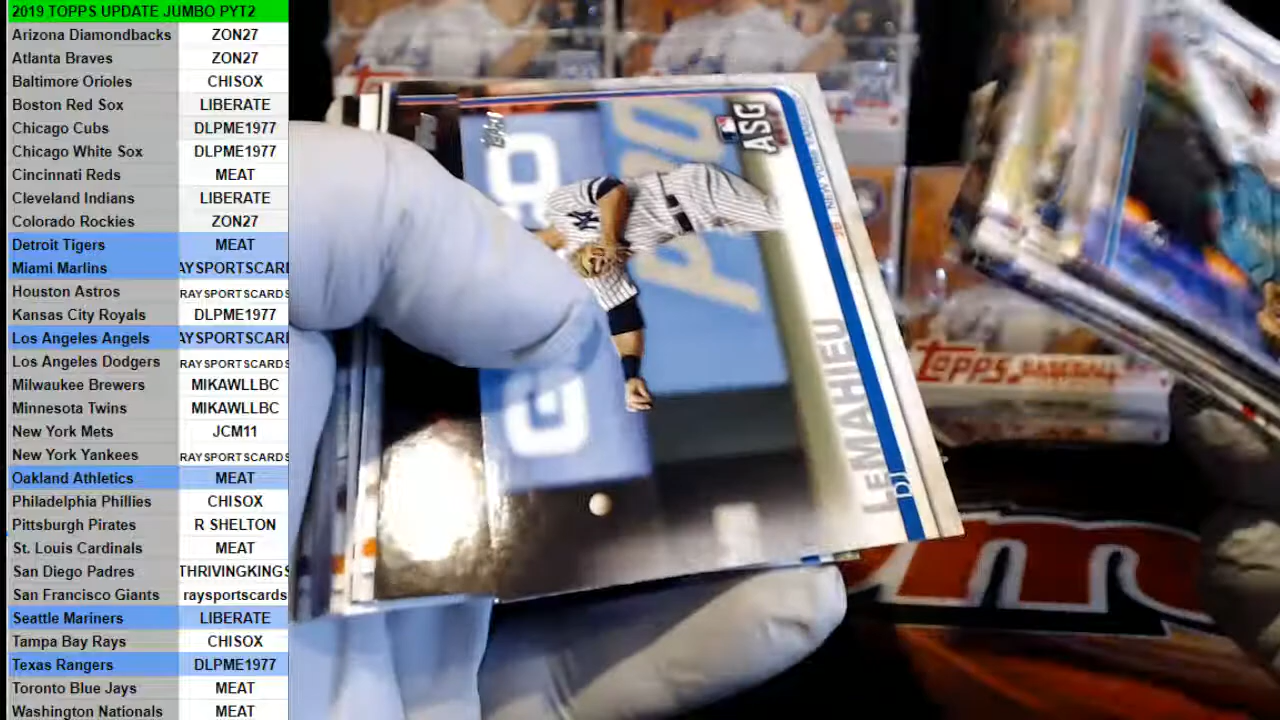 2019 TOPPS UPDATE JUMBO PYT2
Arizona Diamondbacks ZON27
Atlanta Braves ZON27
Baltimore Orioles CHISOX
Boston Red Sox LIBERATE
Chicago Cubs DLPME1977
Chicago White Sox DLPME1977
Cincinnati Reds MEAT
Cleveland Indians LIBERATE
Colorado Rockies ZON27
Detroit Tigers MEAT
Miami Marlins AYSPORTSCARI
Houston Astros RAYSPORTSCARDS
Kansas City Royals DLPME1977
Los Angeles Angels AYSPORTSCARI
Los Angeles Dodgers RAYSPORTSCARDS
Milwaukee Brewers MIKAWLLBC
Minnesota Twins MIKAWLLBC
New York Mets JCM11
New York Yankees RAYSPORTSCARDS
Oakland Athletics MEAT
Philadelphia Phillies CHISOX
Pittsburgh Pirates R SHELTON
St. Louis Cardinals MEAT
San Diego Padres THRIVINGKINGS
San Francisco Giants raysportscards
Seattle Mariners LIBERATE
Tampa Bay Rays CHISOX
Texas Rangers DLPME1977
Toronto Blue Jays MEAT
Washington Nationals MEAT
ASG
DJ
LEMAHIEU
TOPPS BASEBALL